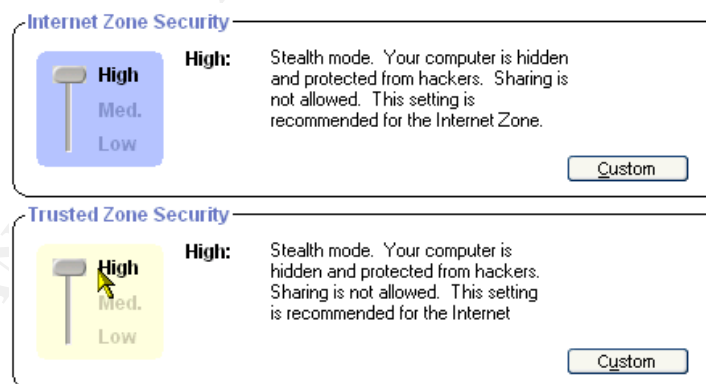 Internet Zone Security
High
Med.
Low
High:
Stealth mode. Your computer is hidden
and protected from hackers. Sharing is
not allowed. This setting is
recommended for the Internet Zone.
Custom
Trusted Zone Security
High
Med.
Low
High:
Stealth mode. Your computer is
hidden and protected from hackers.
Sharing is not allowed. This setting
is recommended for the Internet
Custom